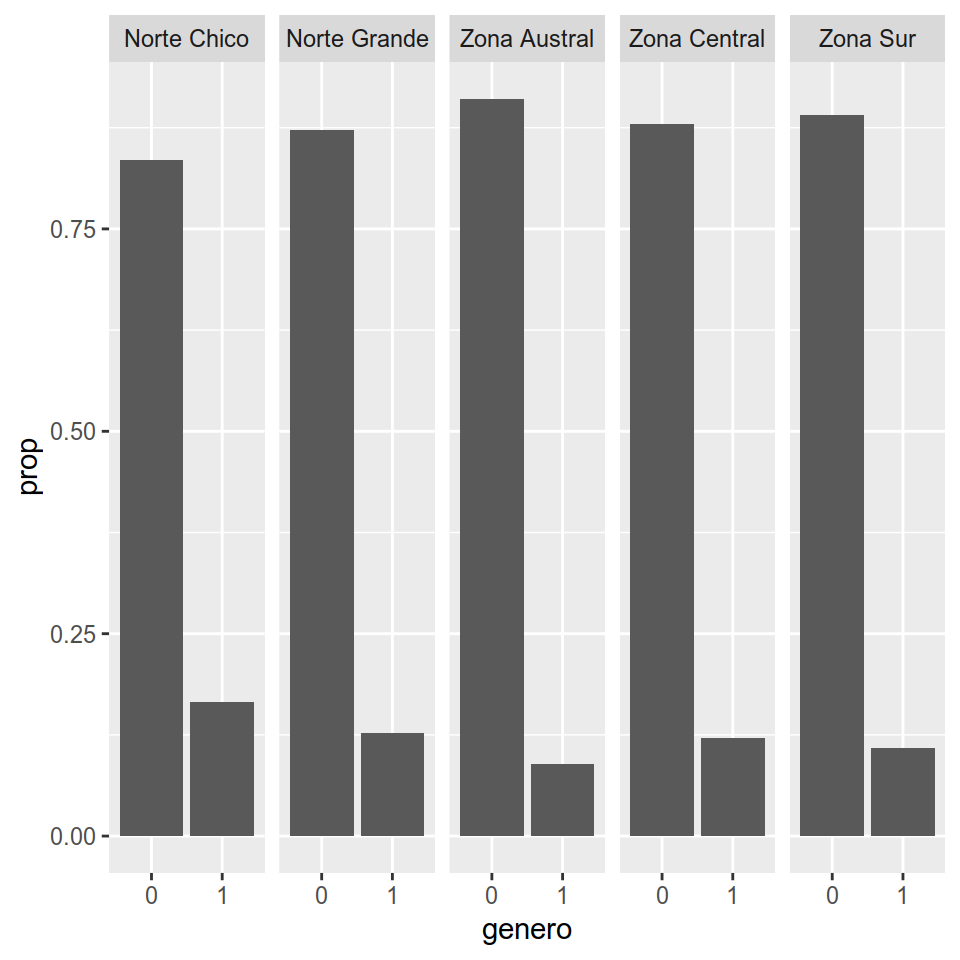 Norte Chico Norte Grande Zona Austral Zona Central Zona Sur
0.75
0.50
0.25
0.00
prop
0 1 0 1 0 1 0 1 0 1
genero